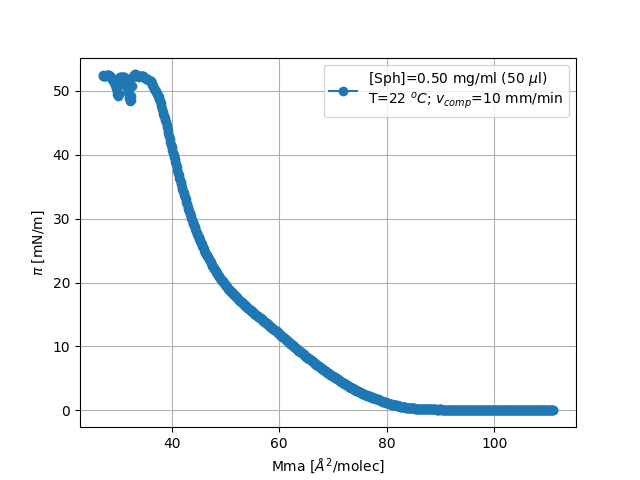 [Sph]=0.50 mg/ml (50 μl)
T=22 °C; v_comp=10 mm/min
50
40
30
20
10
0
π [mN/m]
40 60 80 100
Mma [Å²/molec]